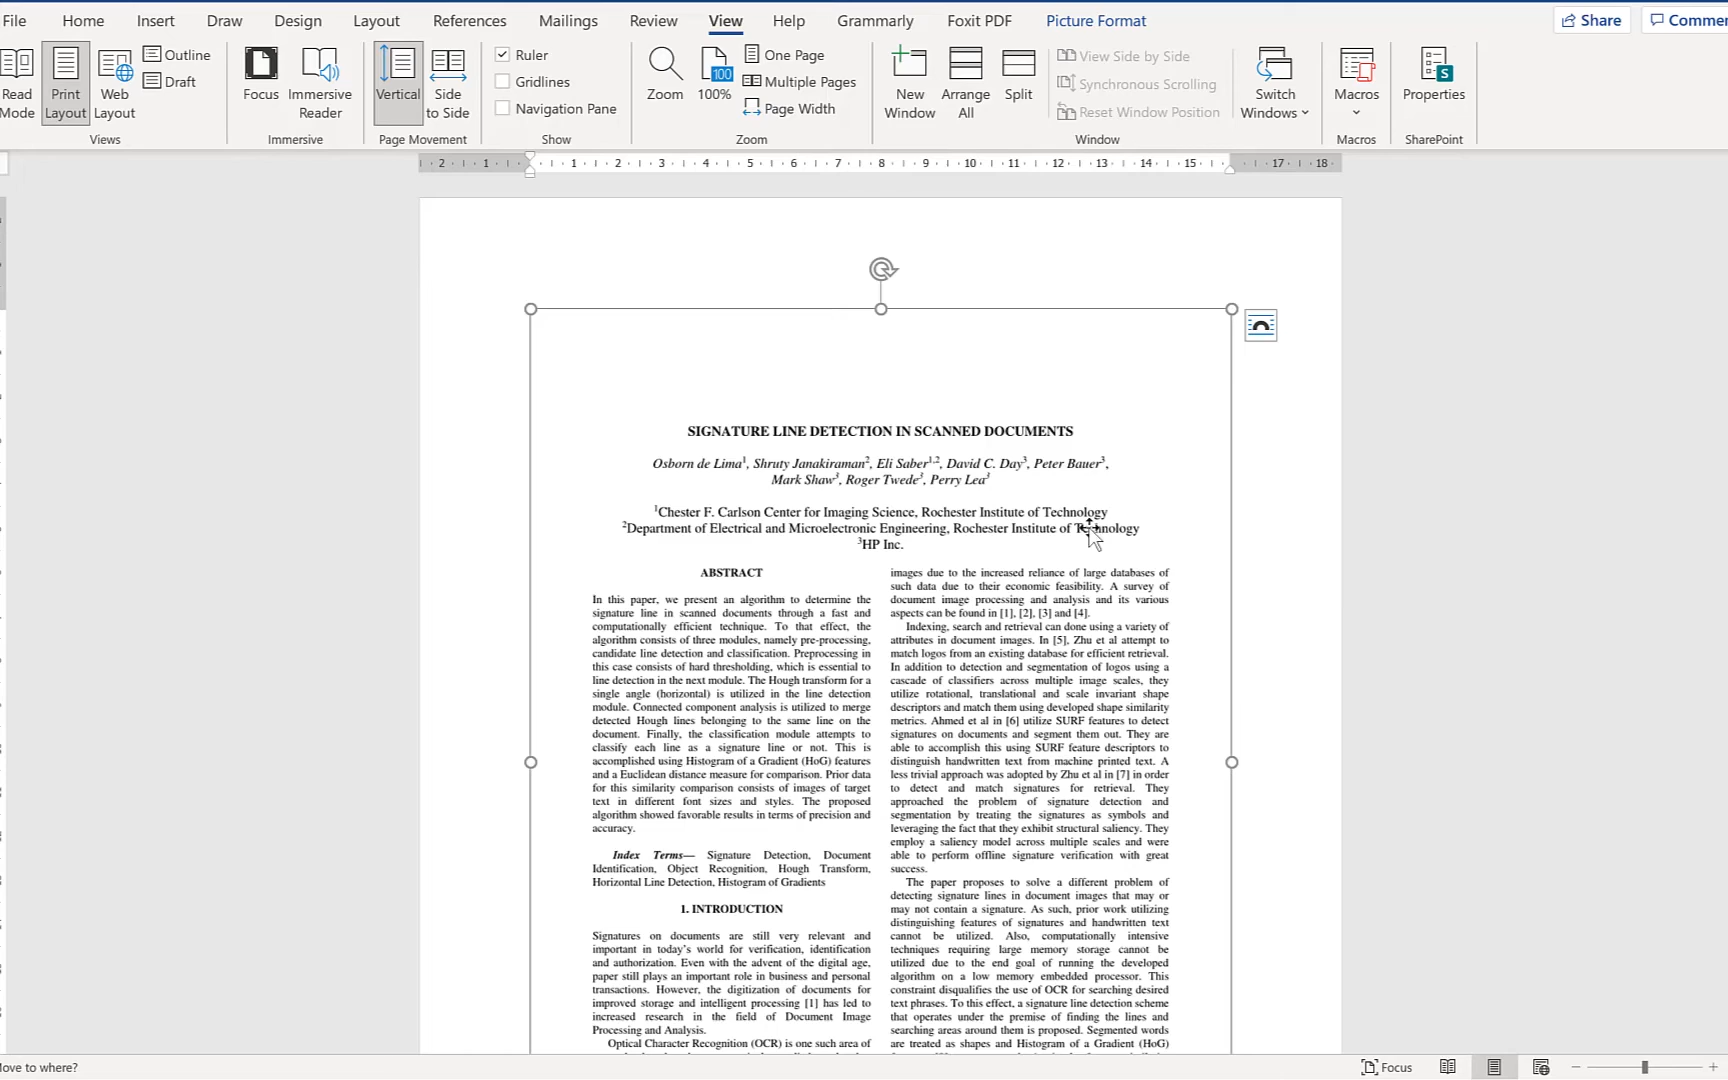 File Home Insert Draw Design Layout References Mailings Review View Help Grammarly Foxit PDF Picture Format Share
Read Mode
Print Layout
Web Layout
Outline
Draft
Views
Focus
Immersive Reader
Immersive
Vertical
Side to Side
Page Movement
Ruler
Gridlines
Navigation Pane
Show
Zoom
100
100%
One Page
Multiple Pages
Page Width
Zoom
New Window
Arrange All
Split
View Side by Side
Synchronous Scrolling
Reset Window Position
Window
Switch Windows
Macros
Macros
S
Properties
SharePoint
2 1 1 2 3 4 5 6 7 8 9 10 11 12 13 14 15 17 18
SIGNATURE LINE DETECTION IN SCANNED DOCUMENTS
Osborn de Lima1, Shruty Janakiraman2, Eli Saber1,2, David C. Day3, Peter Bauer3,
Mark Shaw3, Roger Twede3, Perry Lea3
1Chester F. Carlson Center for Imaging Science, Rochester Institute of Technology
2Department of Electrical and Microelectronic Engineering, Rochester Institute of Technology
3HP Inc.
ABSTRACT
In this paper, we present an algorithm to determine the
signature line in scanned documents through a fast and
computationally efficient technique. To that effect, the
algorithm consists of three modules, namely pre-processing,
candidate line detection and classification. Preprocessing in
this case consists of hard thresholding, which is essential to
line detection in the next module. The Hough transform for a
single angle (horizontal) is utilized in the line detection
module. Connected component analysis is utilized to merge
detected Hough lines belonging to the same line on the
document. Finally, the classification module attempts to
classify each line as a signature line or not. This is
accomplished using Histogram of a Gradient (HoG) features
and a Euclidean distance measure for comparison. Prior data
for this similarity comparison consists of images of target
text in different font sizes and styles. The proposed
algorithm showed favorable results in terms of precision and
accuracy.
Index Terms— Signature Detection, Document
Identification, Object Recognition, Hough Transform,
Horizontal Line Detection, Histogram of Gradients
1. INTRODUCTION
Signatures on documents are still very relevant and
important in today's world for verification, identification
and authorization. Even with the advent of the digital age,
paper still plays an important role in business and personal
transactions. However, the digitization of documents for
improved storage and intelligent processing [1] has led to
increased research in the field of Document Image
Processing and Analysis.
Optical Character Recognition (OCR) is one such area of
images due to the increased reliance of large databases of
such data due to their economic feasibility. A survey of
document image processing and analysis and its various
aspects can be found in [1], [2], [3] and [4].
Indexing, search and retrieval can done using a variety of
attributes in document images. In [5], Zhu et al attempt to
match logos from an existing database for efficient retrieval.
In addition to detection and segmentation of logos using a
cascade of classifiers across multiple image scales, they
utilize rotational, translational and scale invariant shape
descriptors and match them using developed shape similarity
metrics. Ahmed et al in [6] utilize SURF features to detect
signatures on documents and segment them out. They are
able to accomplish this using SURF feature descriptors to
distinguish handwritten text from machine printed text. A
less trivial approach was adopted by Zhu et al in [7] in order
to detect and match signatures for retrieval. They
approached the problem of signature detection and
segmentation by treating the signatures as symbols and
leveraging the fact that they exhibit structural saliency. They
employ a saliency model across multiple scales and were
able to perform offline signature verification with great
success.
The paper proposes to solve a different problem of
detecting signature lines in document images that may or
may not contain a signature. As such, prior work utilizing
distinguishing features of signatures and handwritten text
cannot be utilized. Also, computationally intensive
techniques requiring large memory storage cannot be
utilized due to the end goal of running the developed
algorithm on a low memory embedded processor. This
constraint disqualifies the use of OCR for searching desired
text phrases. To this effect, a signature line detection scheme
that operates under the premise of finding the lines and
searching areas around them is proposed. Segmented words
are treated as shapes and Histogram of a Gradient (HoG)
to where?
Focus